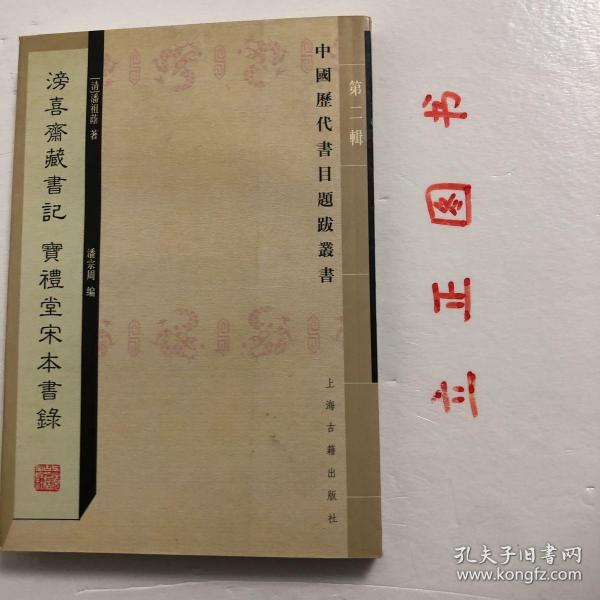 第二輯
中國歷代書目題跋叢書
上海古籍出版社
[清]潘祖蔭 著
潘宗周 編
滂喜齋藏書記 寶禮堂宋本書錄
立正图书
孔夫子旧书网
www.kongfz.com